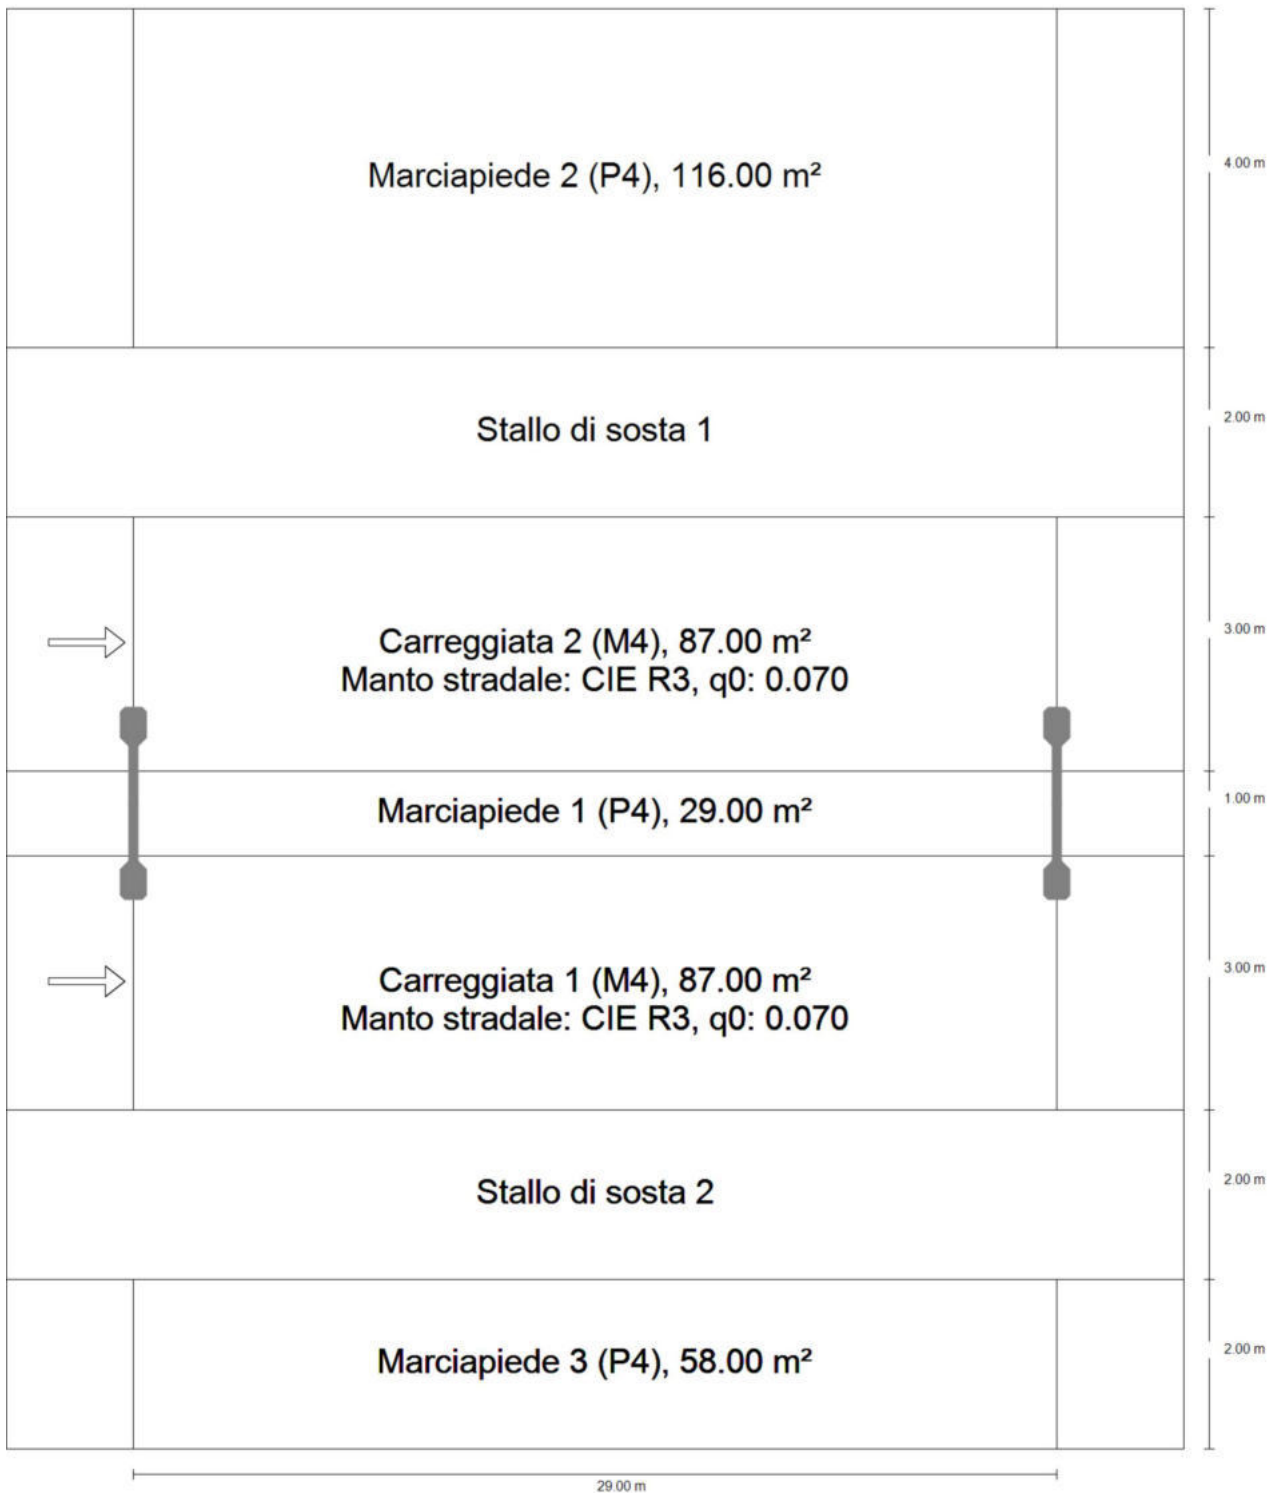 Marciapiede 2 (P4), 116.00 m²
4.00 m
Stallo di sosta 1
2.00 m
Carreggiata 2 (M4), 87.00 m²
Manto stradale: CIE R3, q0: 0.070
3.00 m
Marciapiede 1 (P4), 29.00 m²
1.00 m
Carreggiata 1 (M4), 87.00 m²
Manto stradale: CIE R3, q0: 0.070
3.00 m
Stallo di sosta 2
2.00 m
Marciapiede 3 (P4), 58.00 m²
2.00 m
29.00 m